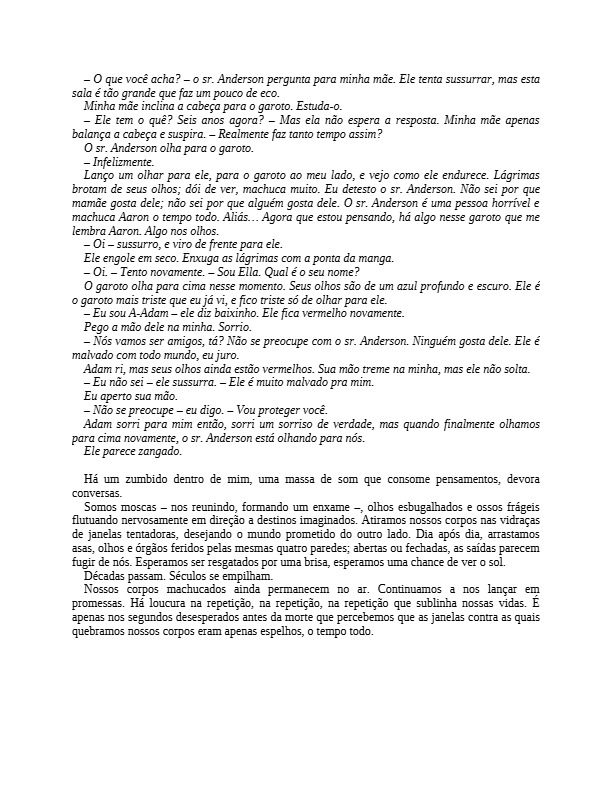 – O que você acha? – o sr. Anderson pergunta para minha mãe. Ele tenta sussurrar, mas esta
sala é tão grande que faz um pouco de eco.
Minha mãe inclina a cabeça para o garoto. Estuda-o.
– Ele tem o quê? Seis anos agora? – Mas ela não espera a resposta. Minha mãe apenas
balança a cabeça e suspira. – Realmente faz tanto tempo assim?
O sr. Anderson olha para o garoto.
– Infelizmente.
Lanço um olhar para ele, para o garoto ao meu lado, e vejo como ele endurece. Lágrimas
brotam de seus olhos; dói de ver, machuca muito. Eu detesto o sr. Anderson. Não sei por que
mamãe gosta dele; não sei por que alguém gosta dele. O sr. Anderson é uma pessoa horrível e
machuca Aaron o tempo todo. Aliás… Agora que estou pensando, há algo nesse garoto que me
lembra Aaron. Algo nos olhos.
– Oi – sussurro, e viro de frente para ele.
Ele engole em seco. Enxuga as lágrimas com a ponta da manga.
– Oi. – Tento novamente. – Sou Ella. Qual é o seu nome?
O garoto olha para cima nesse momento. Seus olhos são de um azul profundo e escuro. Ele é
o garoto mais triste que eu já vi, e fico triste só de olhar para ele.
– Eu sou A-Adam – ele diz baixinho. Ele fica vermelho novamente.
Pego a mão dele na minha. Sorrio.
– Nós vamos ser amigos, tá? Não se preocupe com o sr. Anderson. Ninguém gosta dele. Ele é
malvado com todo mundo, eu juro.
Adam ri, mas seus olhos ainda estão vermelhos. Sua mão treme na minha, mas ele não solta.
– Eu não sei – ele sussurra. – Ele é muito malvado pra mim.
Eu aperto sua mão.
– Não se preocupe – eu digo. – Vou proteger você.
Adam sorri para mim então, sorri um sorriso de verdade, mas quando finalmente olhamos
para cima novamente, o sr. Anderson está olhando para nós.
Ele parece zangado.
Há um zumbido dentro de mim, uma massa de som que consome pensamentos, devora
conversas.
Somos moscas – nos reunindo, formando um enxame –, olhos esbugalhados e ossos frágeis
flutuando nervosamente em direção a destinos imaginados. Atiramos nossos corpos nas vidraças
de janelas tentadoras, desejando o mundo prometido do outro lado. Dia após dia, arrastamos
asas, olhos e órgãos feridos pelas mesmas quatro paredes; abertas ou fechadas, as saídas parecem
fugir de nós. Esperamos ser resgatados por uma brisa, esperamos uma chance de ver o sol.
Décadas passam. Séculos se empilham.
Nossos corpos machucados ainda permanecem no ar. Continuamos a nos lançar em
promessas. Há loucura na repetição, na repetição, na repetição que sublinha nossas vidas. É
apenas nos segundos desesperados antes da morte que percebemos que as janelas contra as quais
quebramos nossos corpos eram apenas espelhos, o tempo todo.